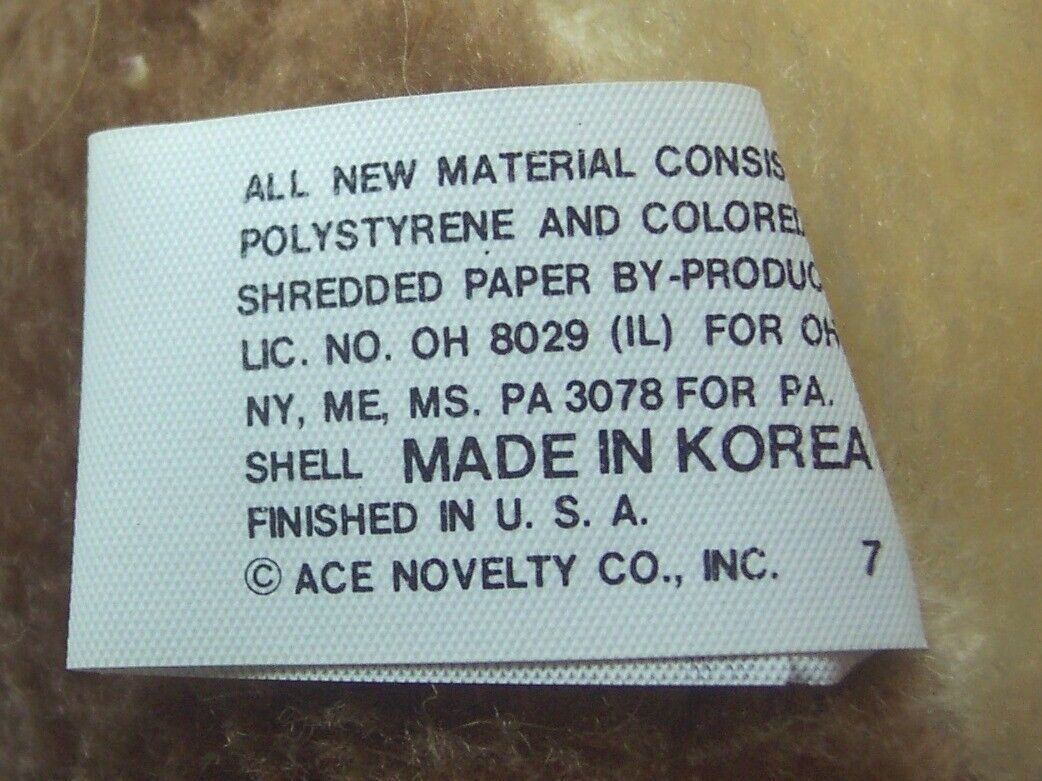 ALL NEW MATERIAL CONSIS
POLYSTYRENE AND COLORED
SHREDDED PAPER BY-PRODUC
LIC. NO. OH 8029 (IL) FOR OH
NY, ME, MS. PA 3078 FOR PA.
SHELL MADE IN KOREA
FINISHED IN U. S. A.
© ACE NOVELTY CO., INC. 7